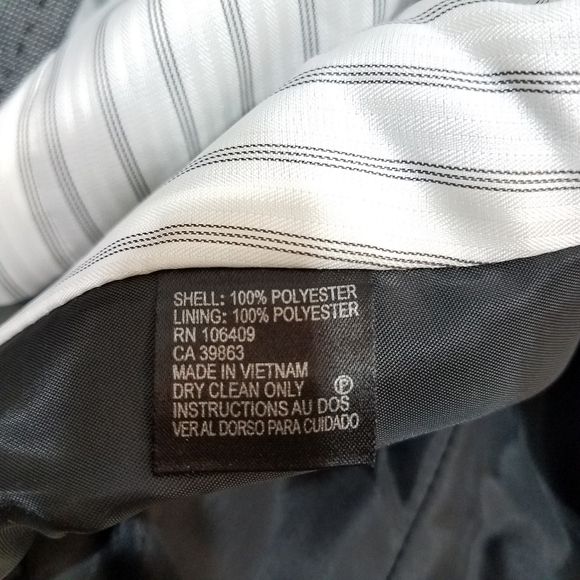 SHELL: 100% POLYESTER
LINING: 100% POLYESTER
RN 106409
CA 39863
MADE IN VIETNAM
DRY CLEAN ONLY Ⓟ
INSTRUCTIONS AU DOS
VER AL DORSO PARA CUIDADO